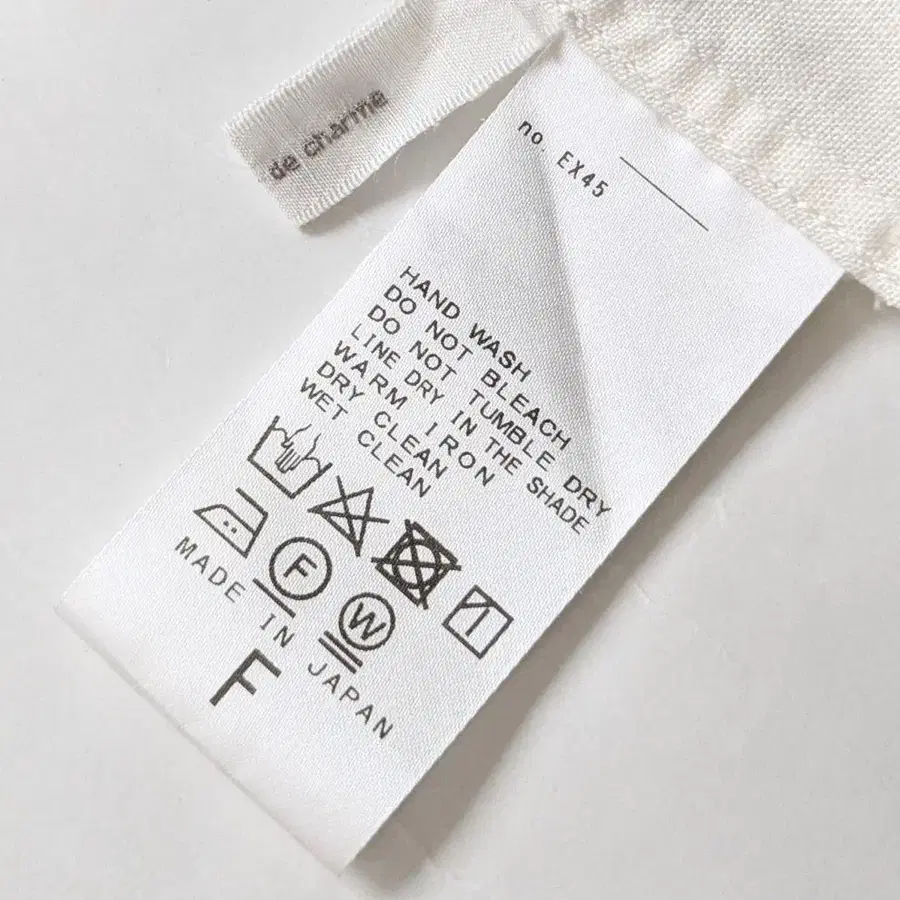 de charme
no. EX45
HAND WASH
DO NOT BLEACH
DO NOT TUMBLE DRY
LINE DRY IN THE SHADE
WARM IRON
DRY CLEAN
WET CLEAN
F
W
MADE IN JAPAN
F